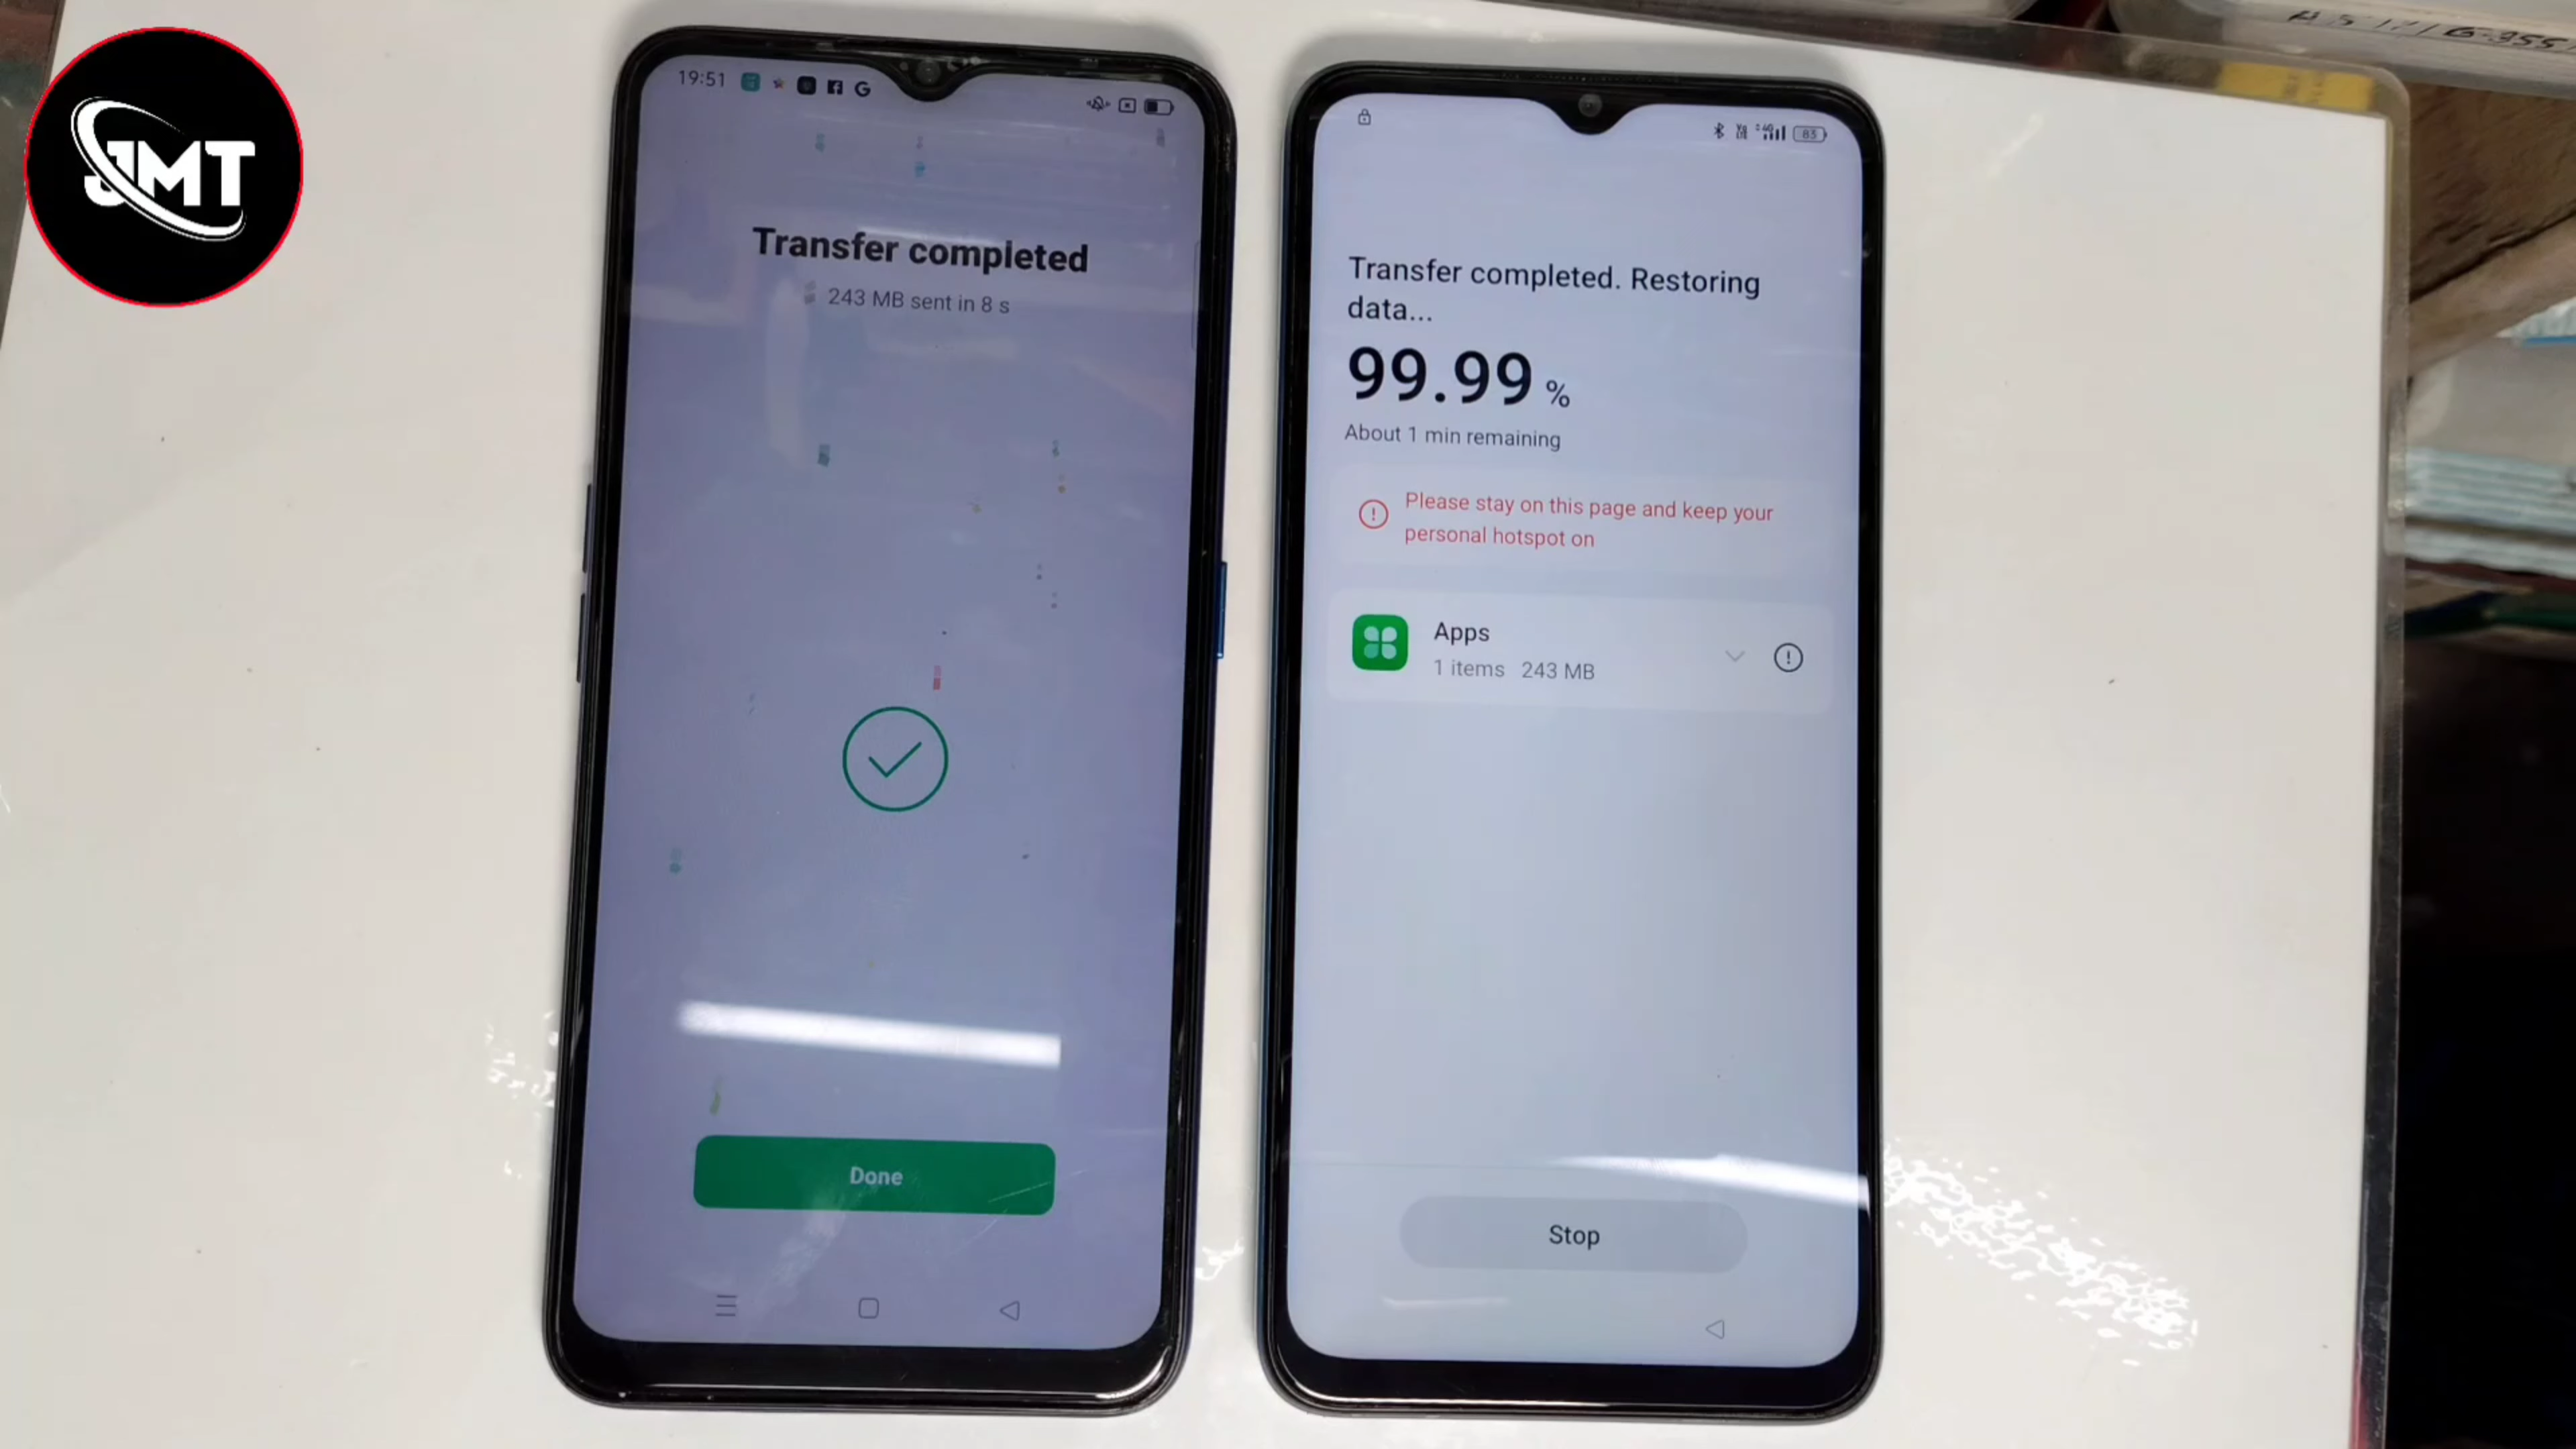 JMT
19:51
Transfer completed
243 MB sent in 8 s
Done
83
Transfer completed. Restoring
data...
99.99 %
About 1 min remaining
Please stay on this page and keep your
personal hotspot on
Apps
1 items 243 MB
Stop